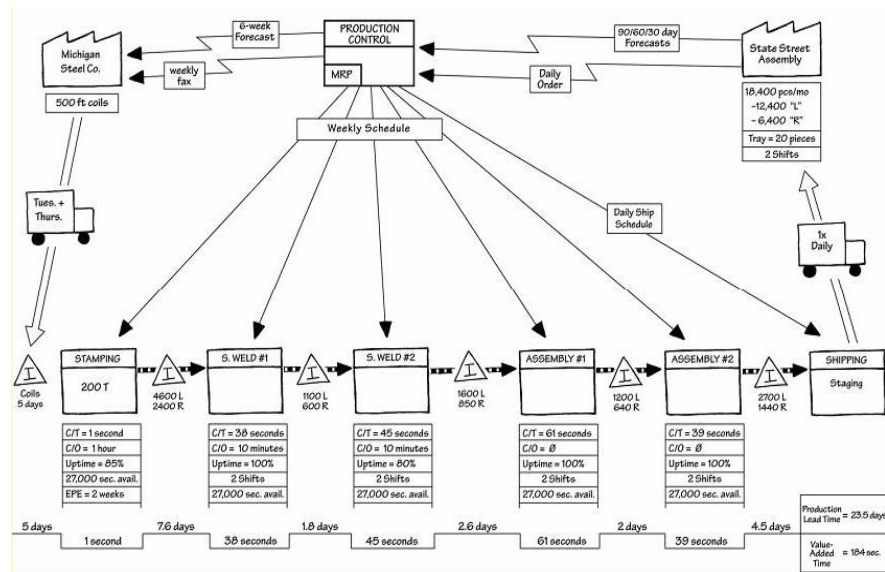 Michigan
Steel Co.
500 ft coils
6-week
Forecast
weekly
fax
PRODUCTION
CONTROL
MRP
90/60/30 day
Forecasts
Daily
Order
State Street
Assembly
18,400 pcs/mo
-12,400 "L"
- 6,400 "R"
Tray = 20 pieces
2 Shifts
Weekly Schedule
Tues. +
Thurs.
Daily Ship
Schedule
1x
Daily
I
Coils
5 days
STAMPING
200 T
C/T = 1 second
C/O = 1 hour
Uptime = 85%
27,000 sec. avail.
EPE = 2 weeks
I
4600 L
2400 R
S. WELD #1
C/T = 38 seconds
C/O = 10 minutes
Uptime = 100%
2 Shifts
27,000 sec. avail.
I
1100 L
600 R
S. WELD #2
C/T = 45 seconds
C/O = 10 minutes
Uptime = 80%
2 Shifts
27,000 sec. avail.
I
1600 L
850 R
ASSEMBLY #1
C/T = 61 seconds
C/O = Ø
Uptime = 100%
2 Shifts
27,000 sec. avail.
I
1200 L
640 R
ASSEMBLY #2
C/T = 39 seconds
C/O = Ø
Uptime = 100%
2 Shifts
27,000 sec. avail.
I
2700 L
1440 R
SHIPPING
Staging
5 days
1 second
7.6 days
38 seconds
1.8 days
45 seconds
2.6 days
61 seconds
2 days
39 seconds
4.5 days
Production
Lead Time = 23.5 days
Value-
Added = 184 sec.
Time